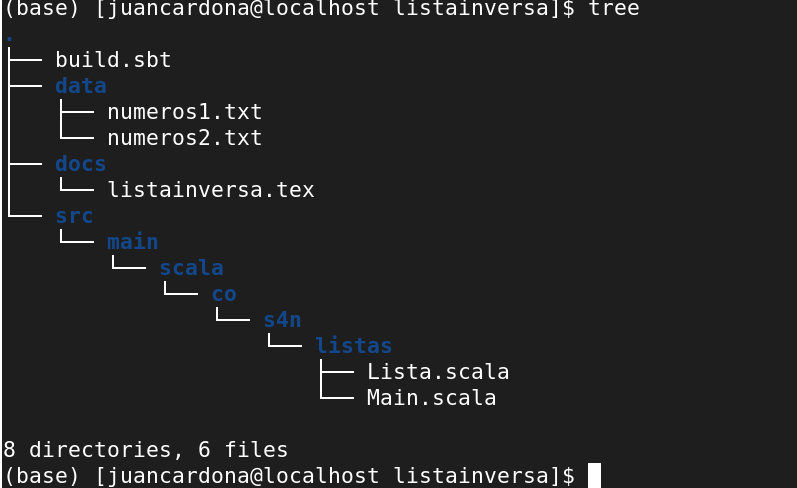 (base) [juancardona@localhost listainversa]$ tree
.
├── build.sbt
├── data
│   ├── numeros1.txt
│   └── numeros2.txt
├── docs
│   └── listainversa.tex
└── src
    └── main
        └── scala
            └── co
                └── s4n
                    └── listas
                        ├── Lista.scala
                        └── Main.scala
8 directories, 6 files
(base) [juancardona@localhost listainversa]$